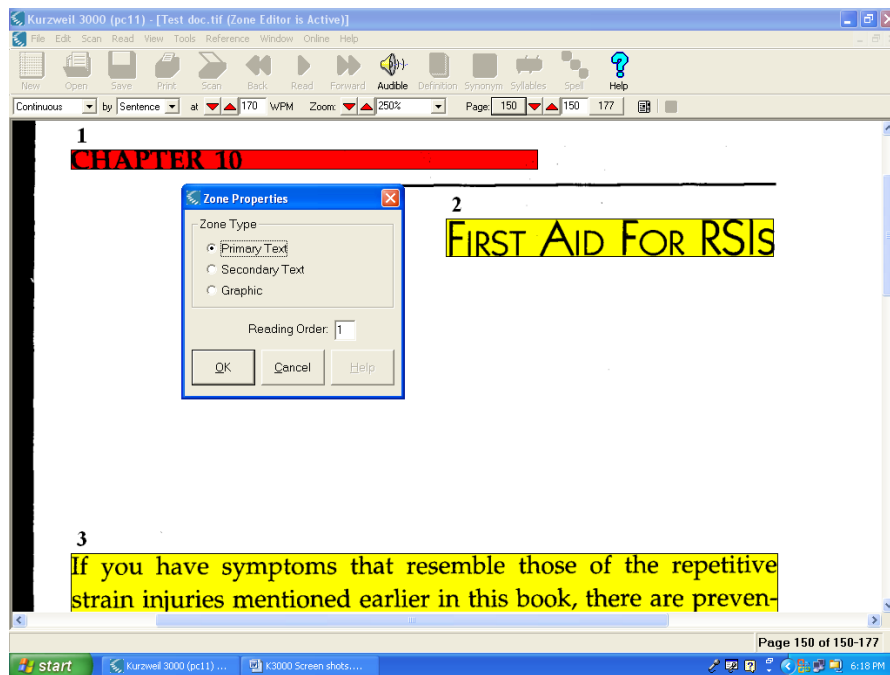 Kurzweil 3000 (pc11) - [Test doc.tif (Zone Editor is Active)]
File Edit Scan Read View Tools Reference Window Online Help
New Open Save Print Scan Back Read Forward Audible Definition Synonym Syllables Spell Help
Continuous by Sentence at 170 WPM Zoom: 250% Page: 150 150 177
1
CHAPTER 10
Zone Properties
Zone Type
Primary Text
Secondary Text
Graphic
Reading Order: 1
OK Cancel Help
2
FIRST AID FOR RSIs
3
If you have symptoms that resemble those of the repetitive
strain injuries mentioned earlier in this book, there are preven-
Page 150 of 150-177
start Kurzweil 3000 (pc11) ... K3000 Screen shots.... 6:18 PM